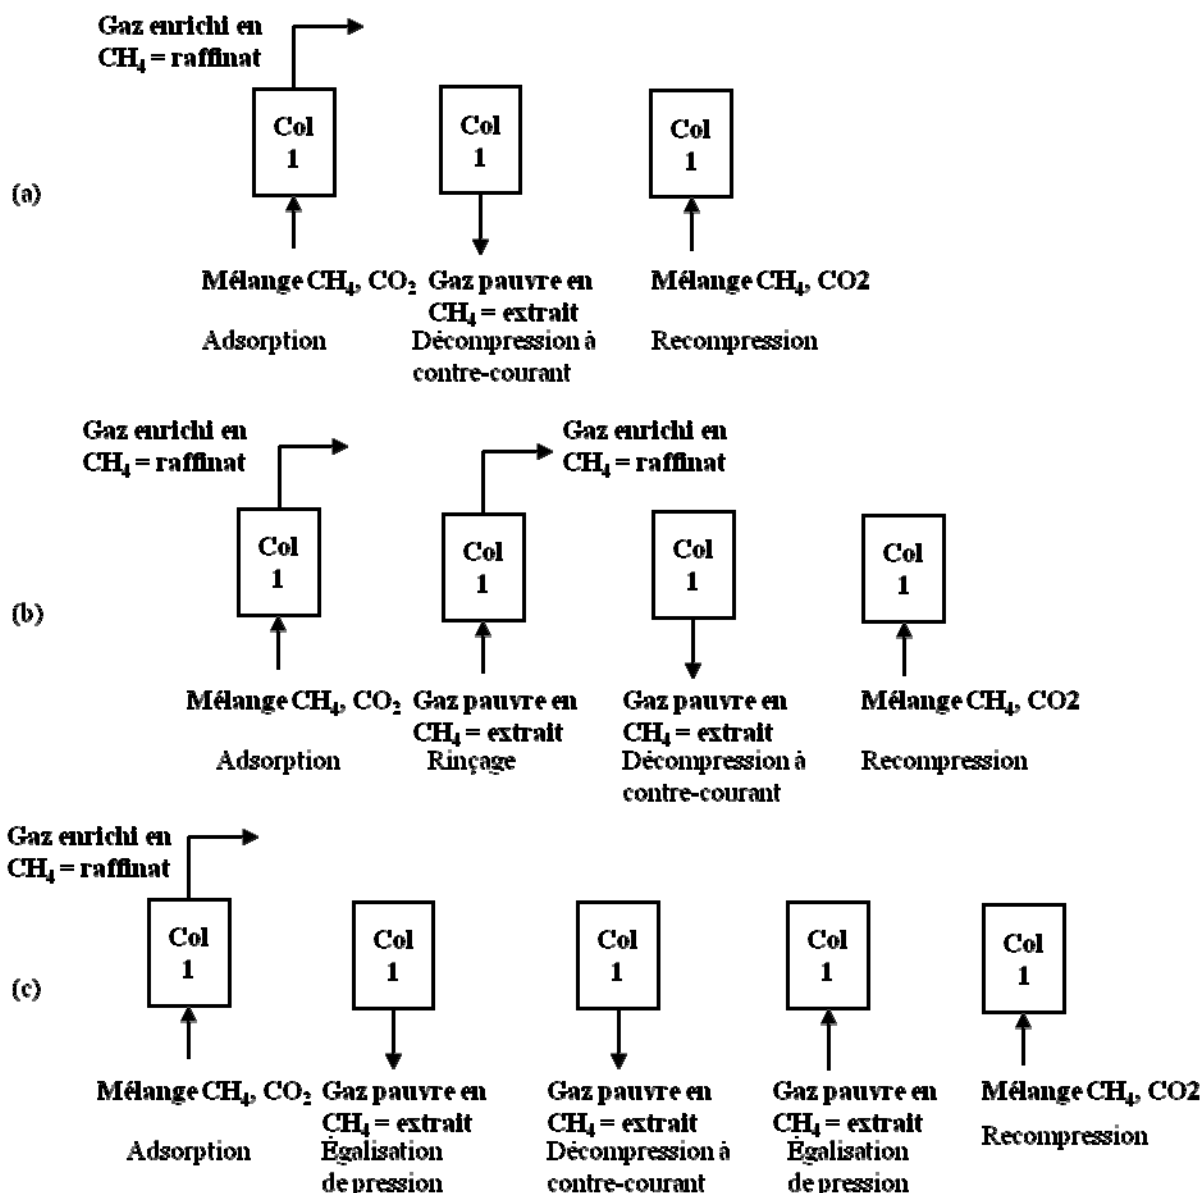 Gaz enrichi en
CH₄ = raffinat
Col
1
Col
1
Col
1
(a)
Mélange CH₄, CO₂
Gaz pauvre en
CH₄ = extrait
Mélange CH₄, CO2
Adsorption
Décompression à
contre-courant
Recompression
Gaz enrichi en
CH₄ = raffinat
Gaz enrichi en
CH₄ = raffinat
Col
1
Col
1
Col
1
Col
1
(b)
Mélange CH₄, CO₂
Gaz pauvre en
CH₄ = extrait
Gaz pauvre en
CH₄ = extrait
Mélange CH₄, CO2
Adsorption
Rinçage
Décompression à
contre-courant
Recompression
Gaz enrichi en
CH₄ = raffinat
Col
1
Col
1
Col
1
Col
1
Col
1
(c)
Mélange CH₄, CO₂
Gaz pauvre en
CH₄ = extrait
Gaz pauvre en
CH₄ = extrait
Gaz pauvre en
CH₄ = extrait
Mélange CH₄, CO2
Adsorption
Égalisation
de pression
Décompression à
contre-courant
Égalisation
de pression
Recompression